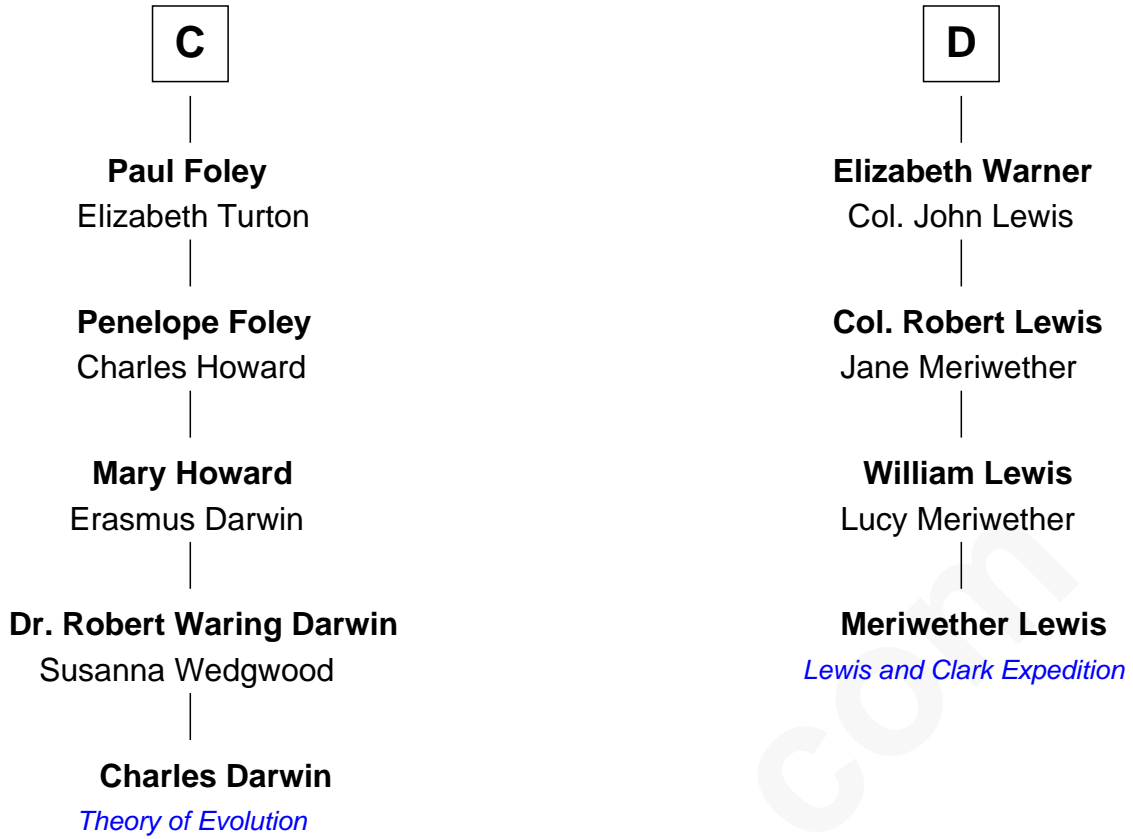 C
Paul Foley
Elizabeth Turton
Penelope Foley
Charles Howard
Mary Howard
Erasmus Darwin
Dr. Robert Waring Darwin
Susanna Wedgwood
Charles Darwin
Theory of Evolution
D
Elizabeth Warner
Col. John Lewis
Col. Robert Lewis
Jane Meriwether
William Lewis
Lucy Meriwether
Meriwether Lewis
Lewis and Clark Expedition
com